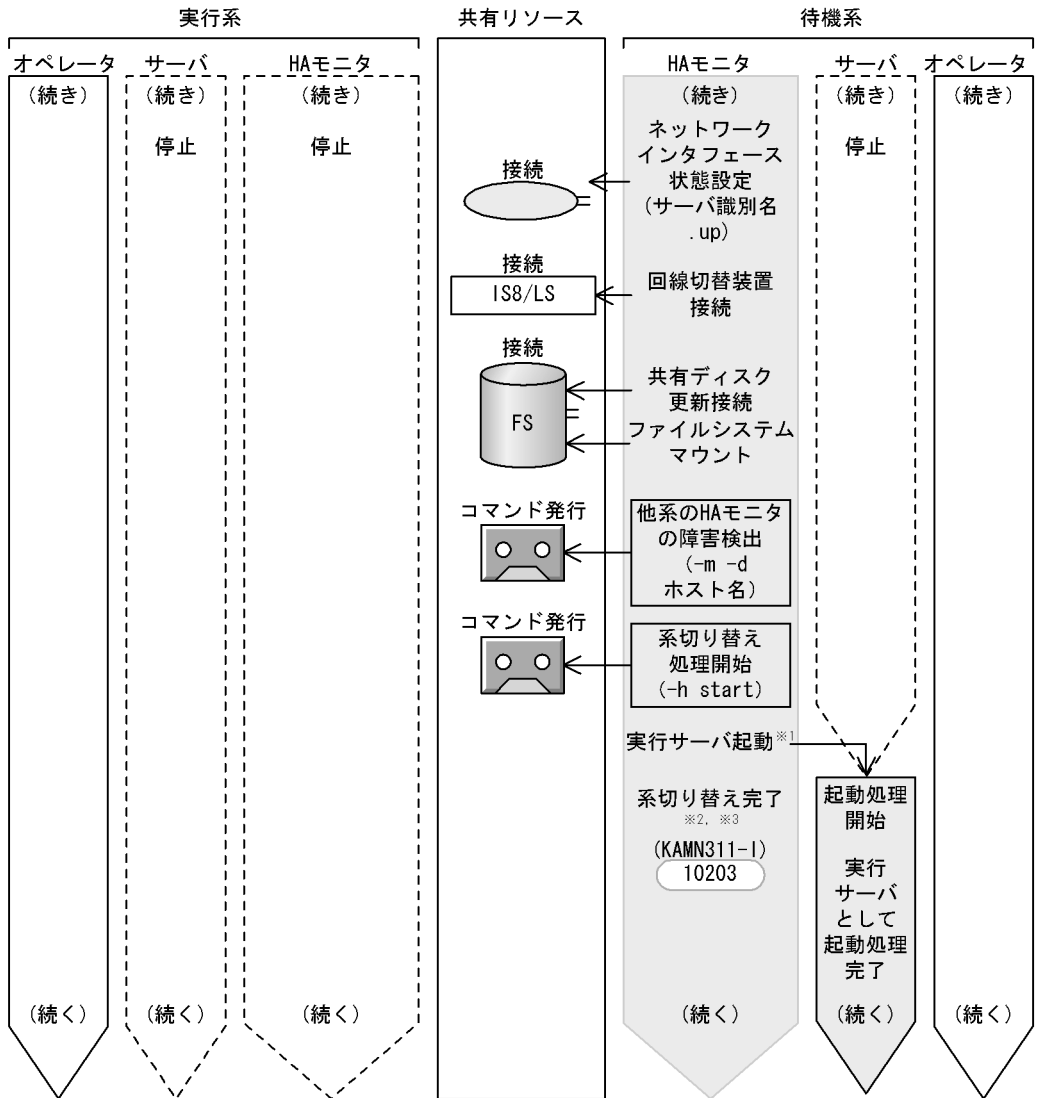 実行系
共有リソース
待機系
オペレータ
サーバ
HAモニタ
HAモニタ
サーバ
オペレータ
(続き)
(続き)
(続き)
(続き)
(続き)
(続き)
停止
停止
停止
接続
ネットワーク
インタフェース
状態設定
(サーバ識別名
.up)
接続
IS8/LS
回線切替装置
接続
接続
FS
共有ディスク
更新接続
ファイルシステム
マウント
コマンド発行
他系のHAモニタ
の障害検出
(-m -d
ホスト名)
コマンド発行
系切り替え
処理開始
(-h start)
実行サーバ起動※1
系切り替え完了
※2, ※3
(KAMN311-I)
10203
起動処理
開始
実行
サーバ
として
起動処理
完了
(続く)
(続く)
(続く)
(続く)
(続く)
(続く)